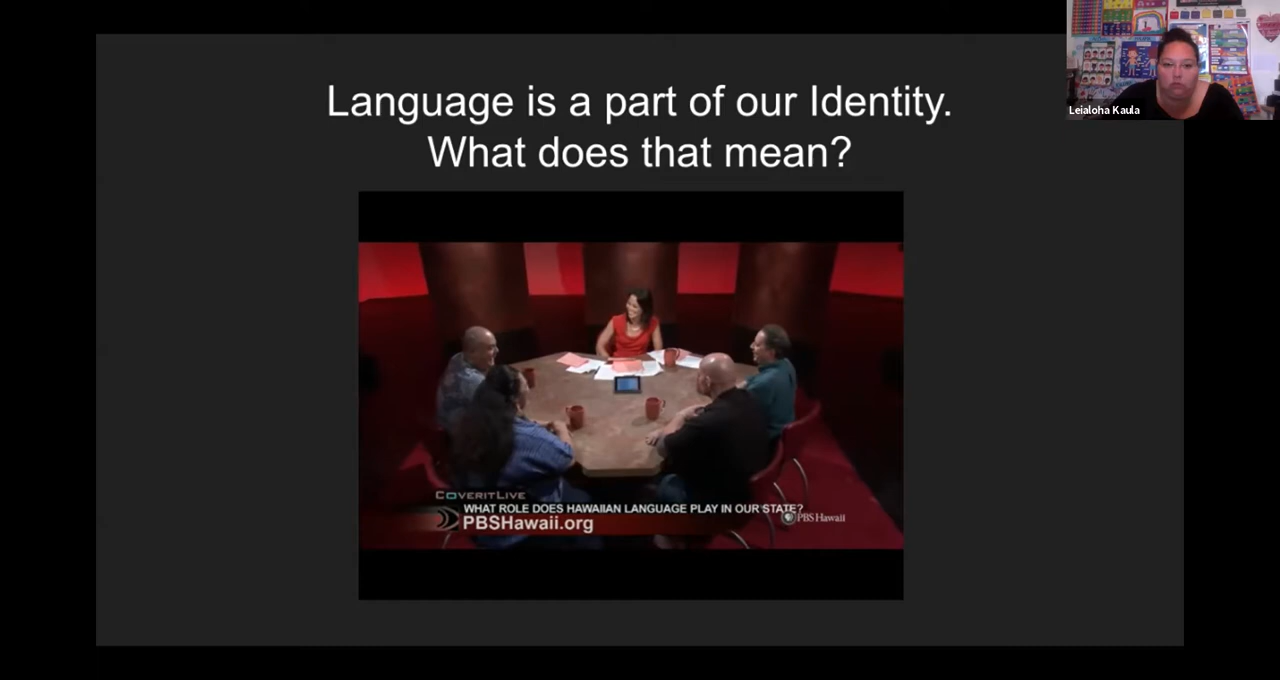 Language is a part of our Identity.
What does that mean?
Leialoha Kaula
COVERITLIVE
WHAT ROLE DOES HAWAIIAN LANGUAGE PLAY IN OUR STATE?
PBSHawaii.org
PBS Hawaii